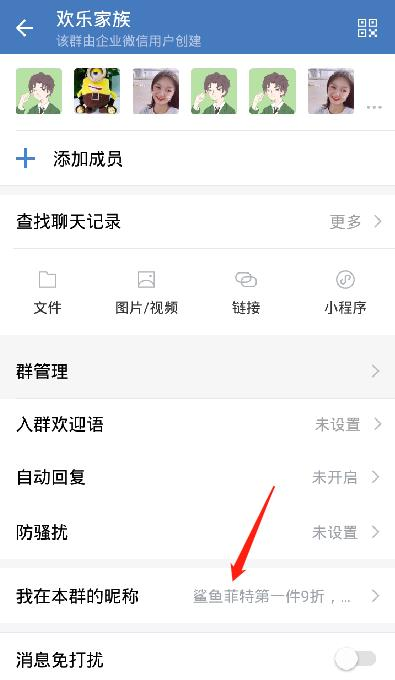 欢乐家族
该群由企业微信用户创建
添加成员
查找聊天记录 更多
文件 图片/视频 链接 小程序
群管理
入群欢迎语 未设置
自动回复 未开启
防骚扰 未设置
我在本群的昵称 鲨鱼菲特第一件9折，...
消息免打扰